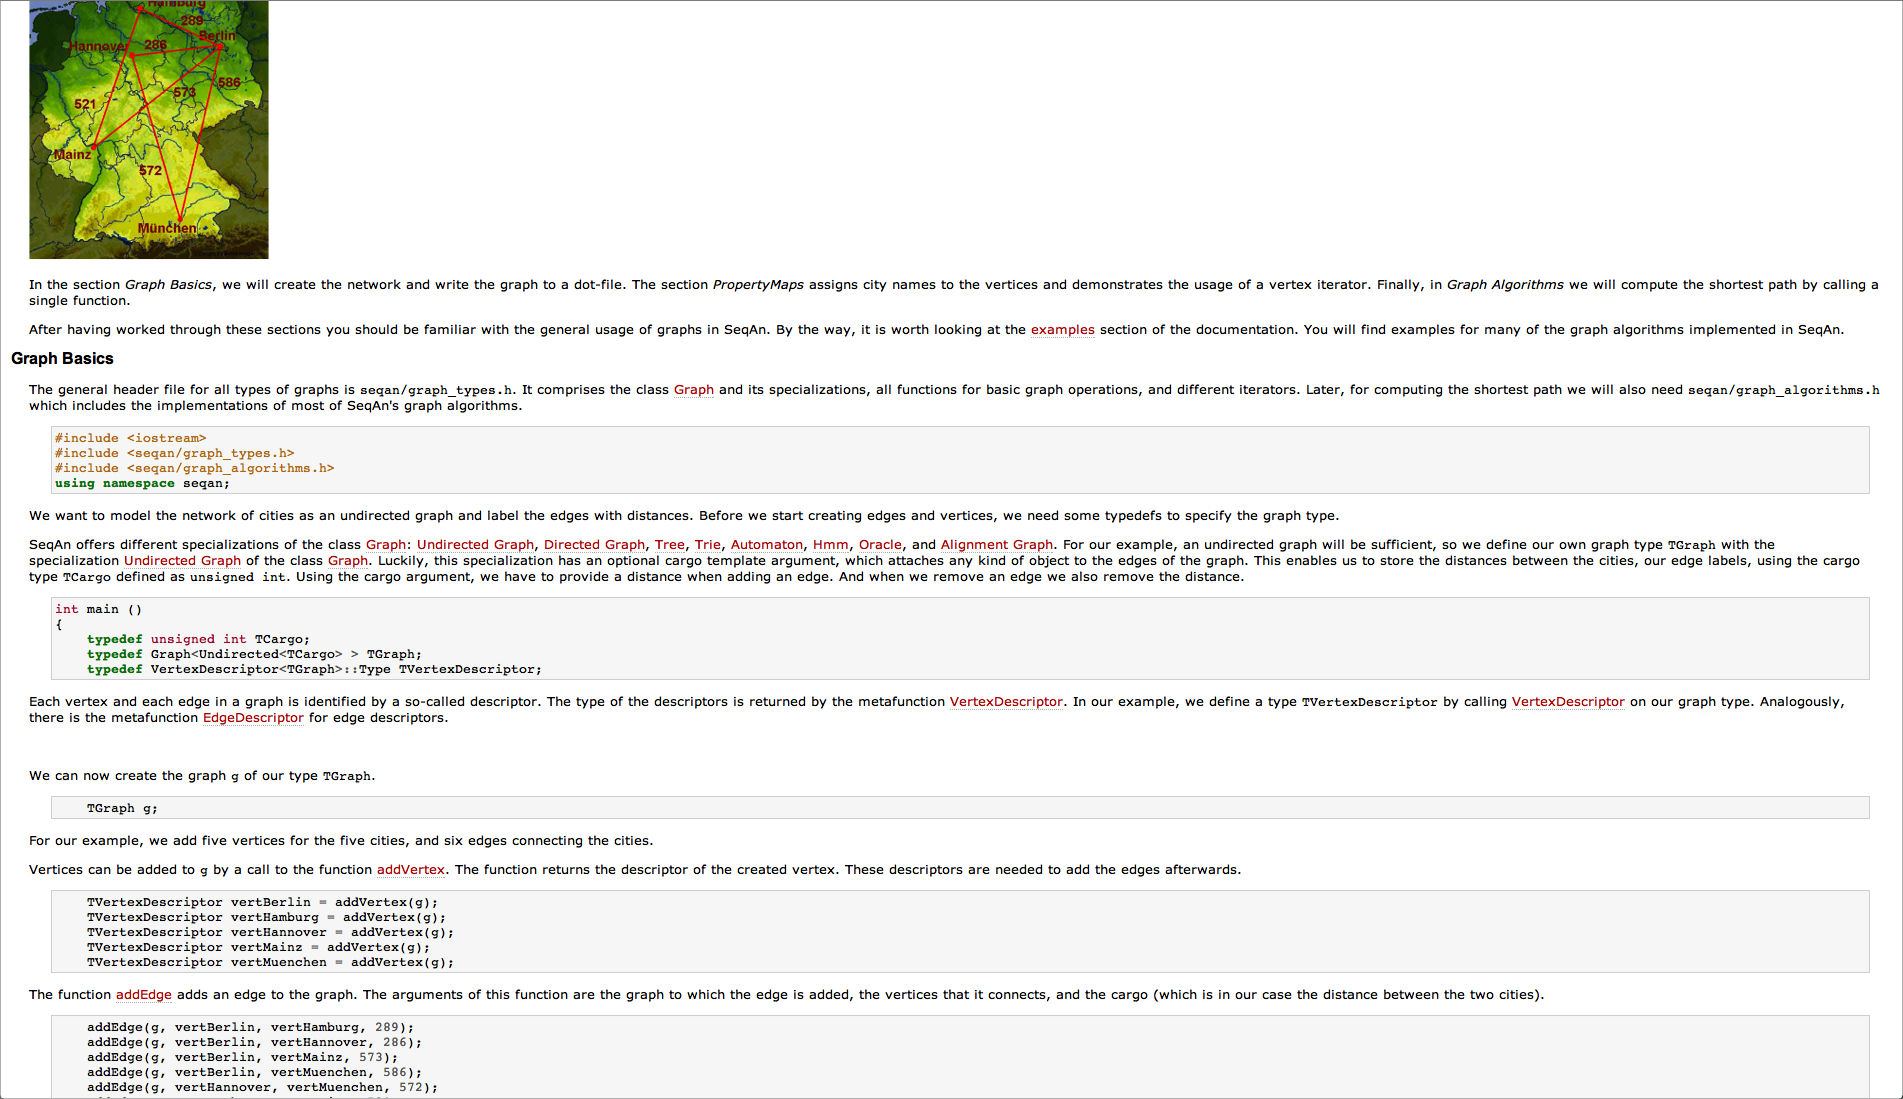 Hamburg
289
Berlin
Hannover 286
586
573
521
Mainz
572
München
In the section Graph Basics, we will create the network and write the graph to a dot-file. The section PropertyMaps assigns city names to the vertices and demonstrates the usage of a vertex iterator. Finally, in Graph Algorithms we will compute the shortest path by calling a
single function.
After having worked through these sections you should be familiar with the general usage of graphs in SeqAn. By the way, it is worth looking at the examples section of the documentation. You will find examples for many of the graph algorithms implemented in SeqAn.
Graph Basics
The general header file for all types of graphs is seqan/graph_types.h. It comprises the class Graph and its specializations, all functions for basic graph operations, and different iterators. Later, for computing the shortest path we will also need seqan/graph_algorithms.h
which includes the implementations of most of SeqAn's graph algorithms.
#include <iostream>
#include <seqan/graph_types.h>
#include <seqan/graph_algorithms.h>
using namespace seqan;
We want to model the network of cities as an undirected graph and label the edges with distances. Before we start creating edges and vertices, we need some typedefs to specify the graph type.
SeqAn offers different specializations of the class Graph: Undirected Graph, Directed Graph, Tree, Trie, Automaton, Hmm, Oracle, and Alignment Graph. For our example, an undirected graph will be sufficient, so we define our own graph type TGraph with the
specialization Undirected Graph of the class Graph. Luckily, this specialization has an optional cargo template argument, which attaches any kind of object to the edges of the graph. This enables us to store the distances between the cities, our edge labels, using the cargo
type TCargo defined as unsigned int. Using the cargo argument, we have to provide a distance when adding an edge. And when we remove an edge we also remove the distance.
int main ()
{
typedef unsigned int TCargo;
typedef Graph<Undirected<TCargo> > TGraph;
typedef VertexDescriptor<TGraph>::Type TVertexDescriptor;
Each vertex and each edge in a graph is identified by a so-called descriptor. The type of the descriptors is returned by the metafunction VertexDescriptor. In our example, we define a type TVertexDescriptor by calling VertexDescriptor on our graph type. Analogously,
there is the metafunction EdgeDescriptor for edge descriptors.
We can now create the graph g of our type TGraph.
TGraph g;
For our example, we add five vertices for the five cities, and six edges connecting the cities.
Vertices can be added to g by a call to the function addVertex. The function returns the descriptor of the created vertex. These descriptors are needed to add the edges afterwards.
TVertexDescriptor vertBerlin = addVertex(g);
TVertexDescriptor vertHamburg = addVertex(g);
TVertexDescriptor vertHannover = addVertex(g);
TVertexDescriptor vertMainz = addVertex(g);
TVertexDescriptor vertMuenchen = addVertex(g);
The function addEdge adds an edge to the graph. The arguments of this function are the graph to which the edge is added, the vertices that it connects, and the cargo (which is in our case the distance between the two cities).
addEdge(g, vertBerlin, vertHamburg, 289);
addEdge(g, vertBerlin, vertHannover, 286);
addEdge(g, vertBerlin, vertMainz, 573);
addEdge(g, vertBerlin, vertMuenchen, 586);
addEdge(g, vertHannover, vertMuenchen, 572);